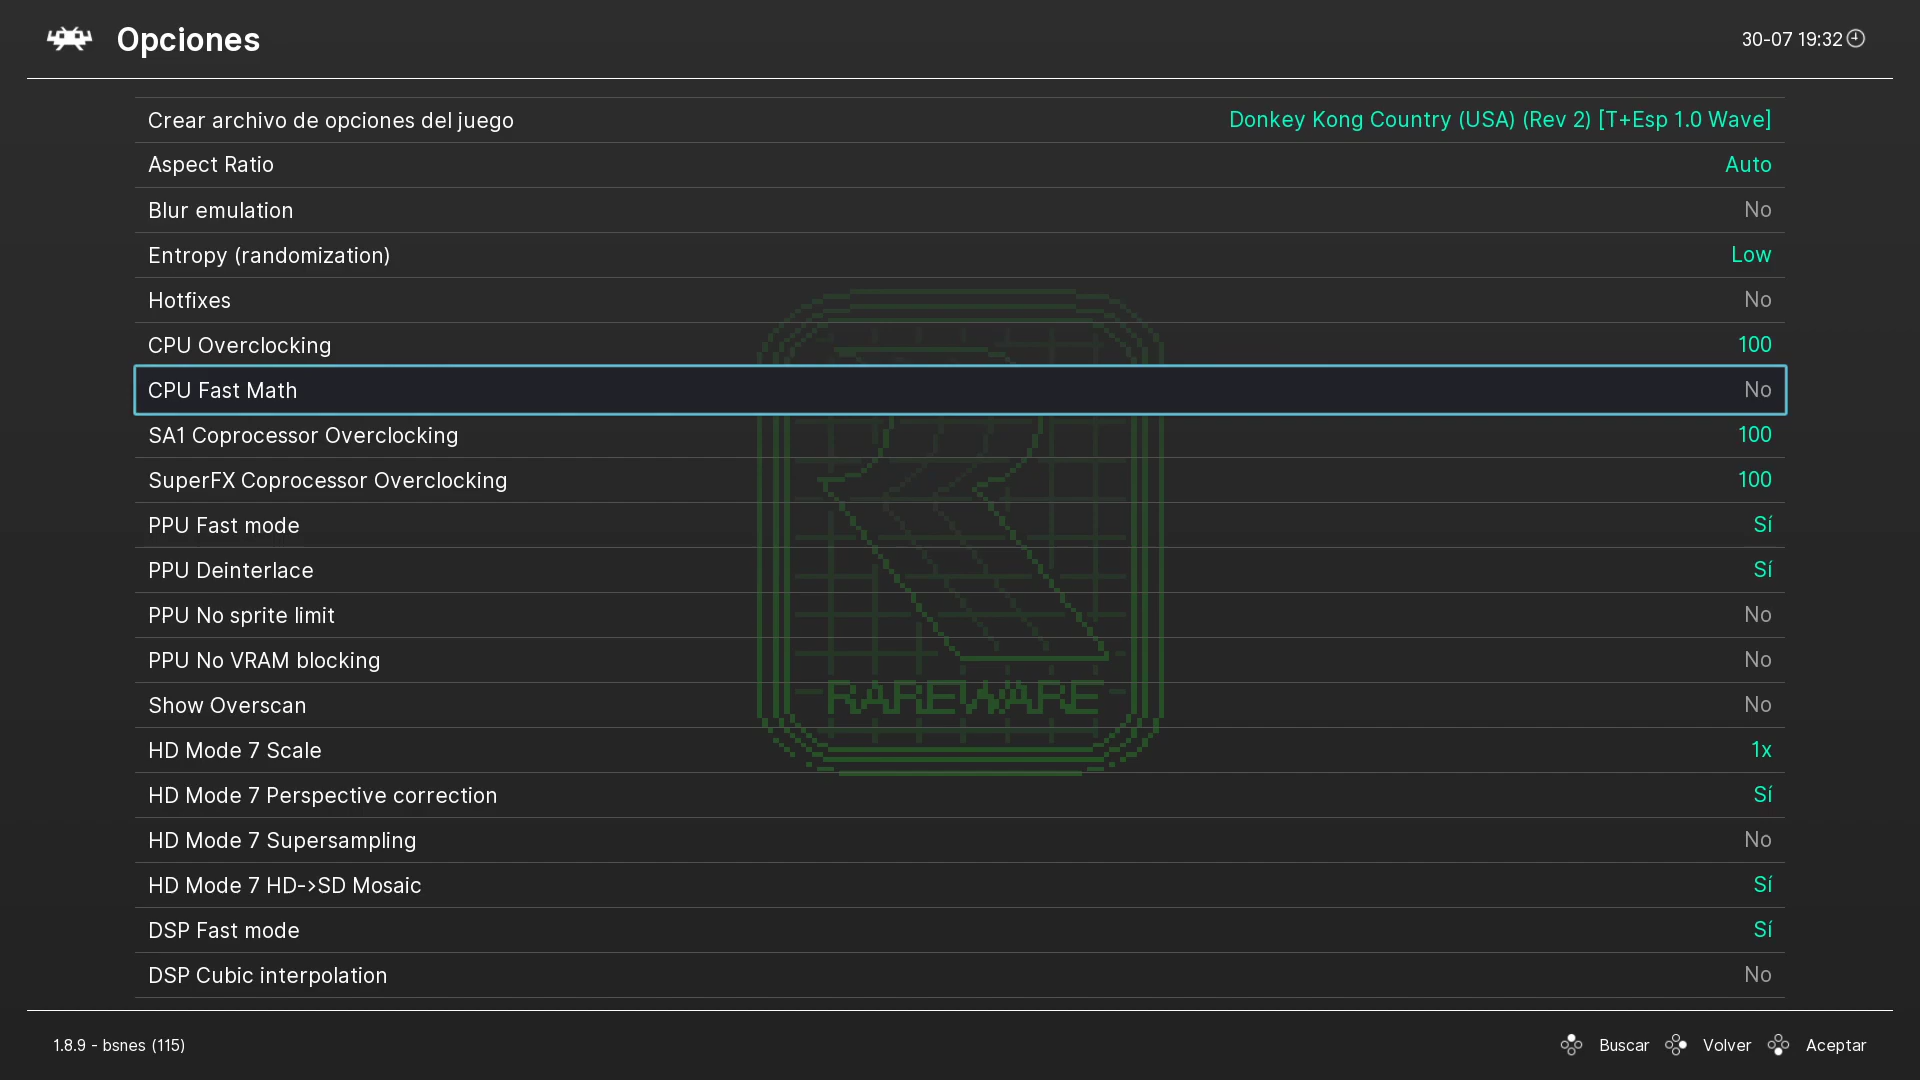 Opciones
30-07 19:32
Crear archivo de opciones del juego Donkey Kong Country (USA) (Rev 2) [T+Esp 1.0 Wave]
Aspect Ratio Auto
Blur emulation No
Entropy (randomization) Low
Hotfixes No
CPU Overclocking 100
CPU Fast Math No
SA1 Coprocessor Overclocking 100
SuperFX Coprocessor Overclocking 100
PPU Fast mode Sí
PPU Deinterlace Sí
PPU No sprite limit No
PPU No VRAM blocking No
RAREWARE
Show Overscan No
HD Mode 7 Scale 1x
HD Mode 7 Perspective correction Sí
HD Mode 7 Supersampling No
HD Mode 7 HD->SD Mosaic Sí
DSP Fast mode Sí
DSP Cubic interpolation No
1.8.9 - bsnes (115)
Buscar Volver Aceptar